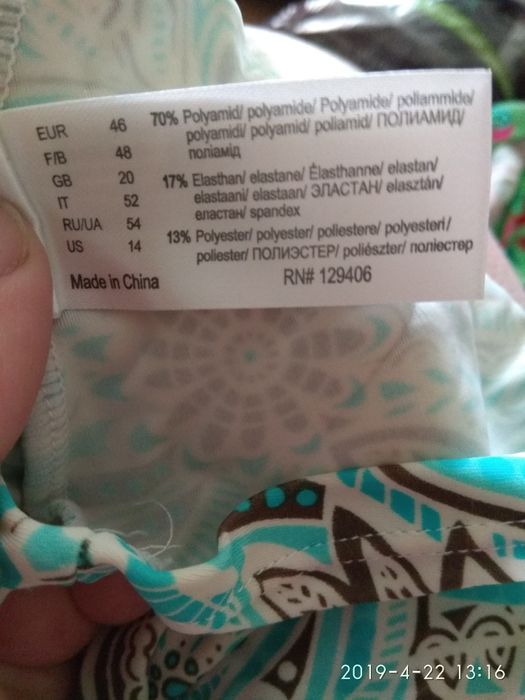 EUR 46
F/B 48
GB 20
IT 52
RU/UA 54
US 14
Made in China
70% Polyamid/ polyamide/ Polyamide/ poliammide/
polyamidi/ polyamid/ poliamid/ ПОЛИАМИД/
поліамід
17% Elasthan/ elastane/ Élasthanne/ elastan/
elastaani/ elastaan/ ЭЛАСТАН/ elasztán/
еластан/ spandex
13% Polyester/ polyester/ poliestere/ polyesteri/
poliester/ ПОЛИЭСТЕР/ poliészter/ поліестер
RN# 129406
2019-4-22 13:16